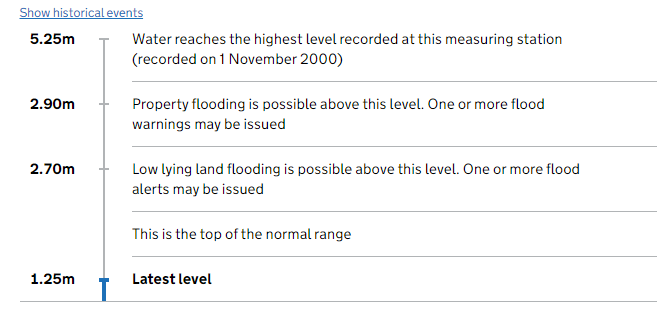 Show historical events
5.25m Water reaches the highest level recorded at this measuring station
(recorded on 1 November 2000)
2.90m Property flooding is possible above this level. One or more flood
warnings may be issued
2.70m Low lying land flooding is possible above this level. One or more flood
alerts may be issued
This is the top of the normal range
1.25m Latest level